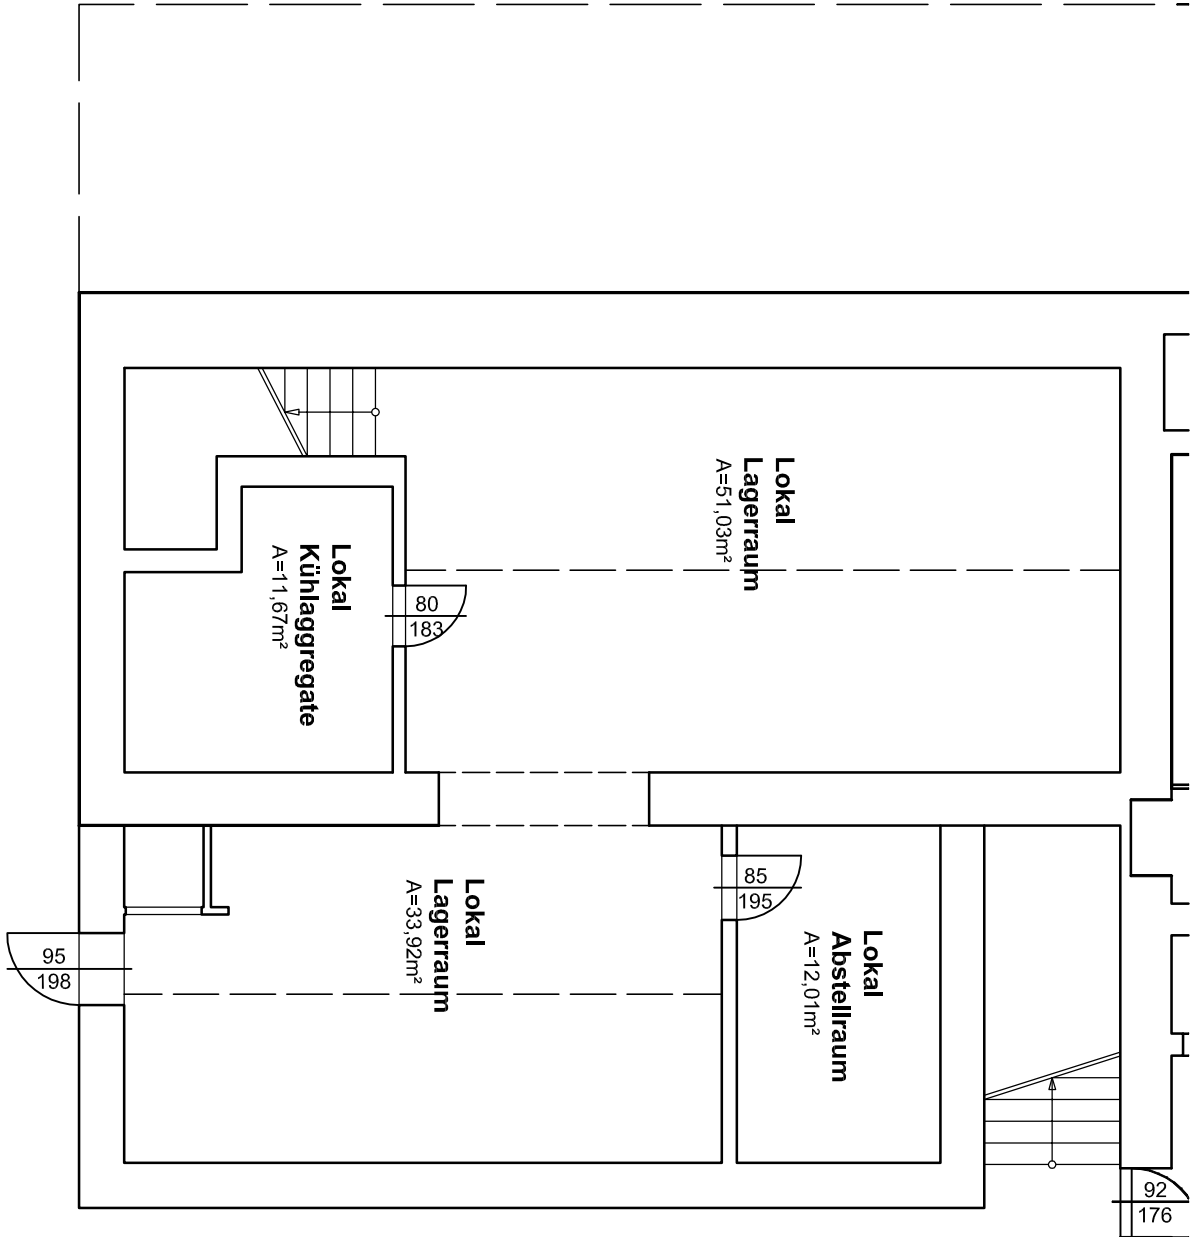 Lokal
Lagerraum
A=51,03m²
Lokal
Kühlaggregate
A=11,67m²
80
183
Lokal
Lagerraum
A=33,92m²
85
195
Lokal
Abstellraum
A=12,01m²
95
198
92
176